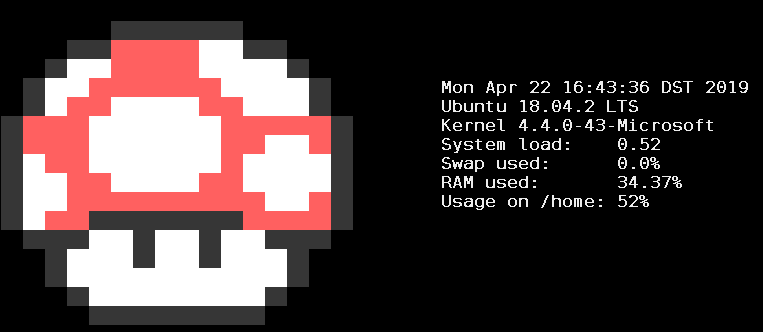 Mon Apr 22 16:43:36 DST 2019
Ubuntu 18.04.2 LTS
Kernel 4.4.0-43-Microsoft
System load:    0.52
Swap used:      0.0%
RAM used:       34.37%
Usage on /home: 52%